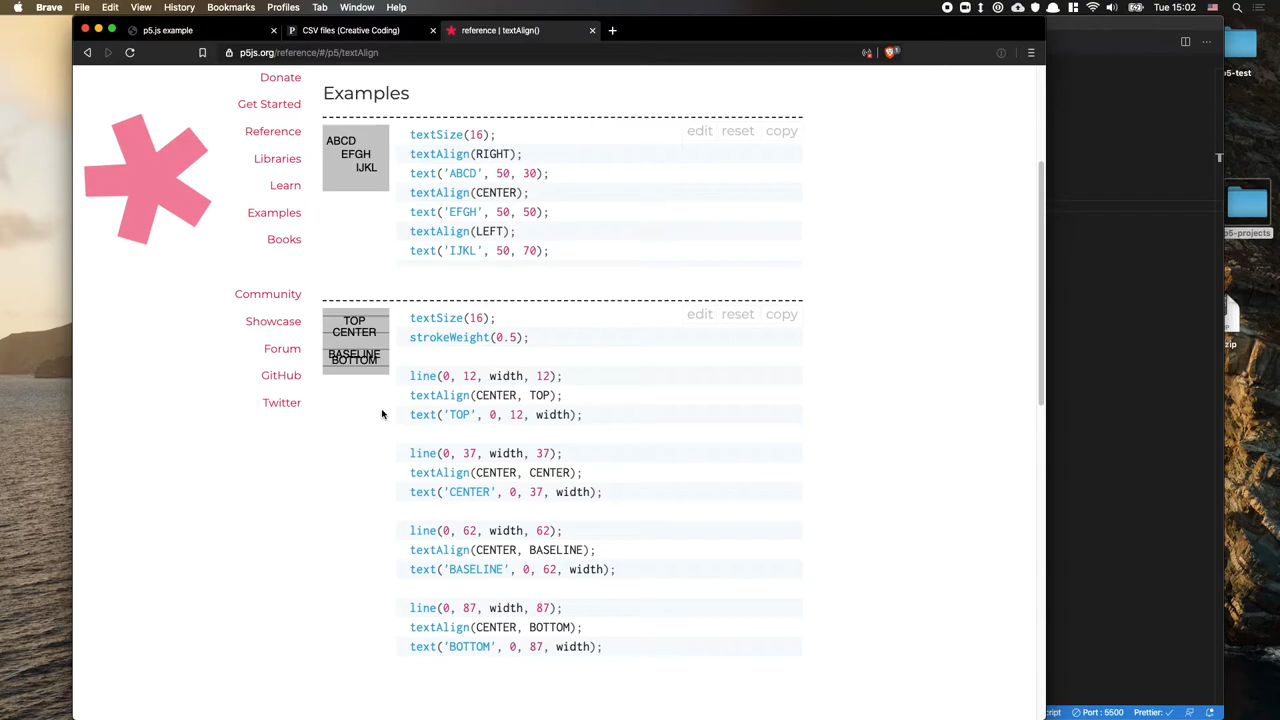 Brave File Edit View History Bookmarks Profiles Tab Window Help Tue 15:02
p5.js example
CSV files (Creative Coding)
reference | textAlign()
p5js.org/reference/#/p5/textAlign
Donate
Get Started
Reference
Libraries
Learn
Examples
Books
Community
Showcase
Forum
GitHub
Twitter
Examples
ABCD
EFGH
IJKL
edit reset copy
textSize(16);
textAlign(RIGHT);
text('ABCD', 50, 30);
textAlign(CENTER);
text('EFGH', 50, 50);
textAlign(LEFT);
text('IJKL', 50, 70);
TOP
CENTER
BASELINE
BOTTOM
edit reset copy
textSize(16);
strokeWeight(0.5);
line(0, 12, width, 12);
textAlign(CENTER, TOP);
text('TOP', 0, 12, width);
line(0, 37, width, 37);
textAlign(CENTER, CENTER);
text('CENTER', 0, 37, width);
line(0, 62, width, 62);
textAlign(CENTER, BASELINE);
text('BASELINE', 0, 62, width);
line(0, 87, width, 87);
textAlign(CENTER, BOTTOM);
text('BOTTOM', 0, 87, width);
p5-test
p5-projects
zip
Port : 5500 Prettier: